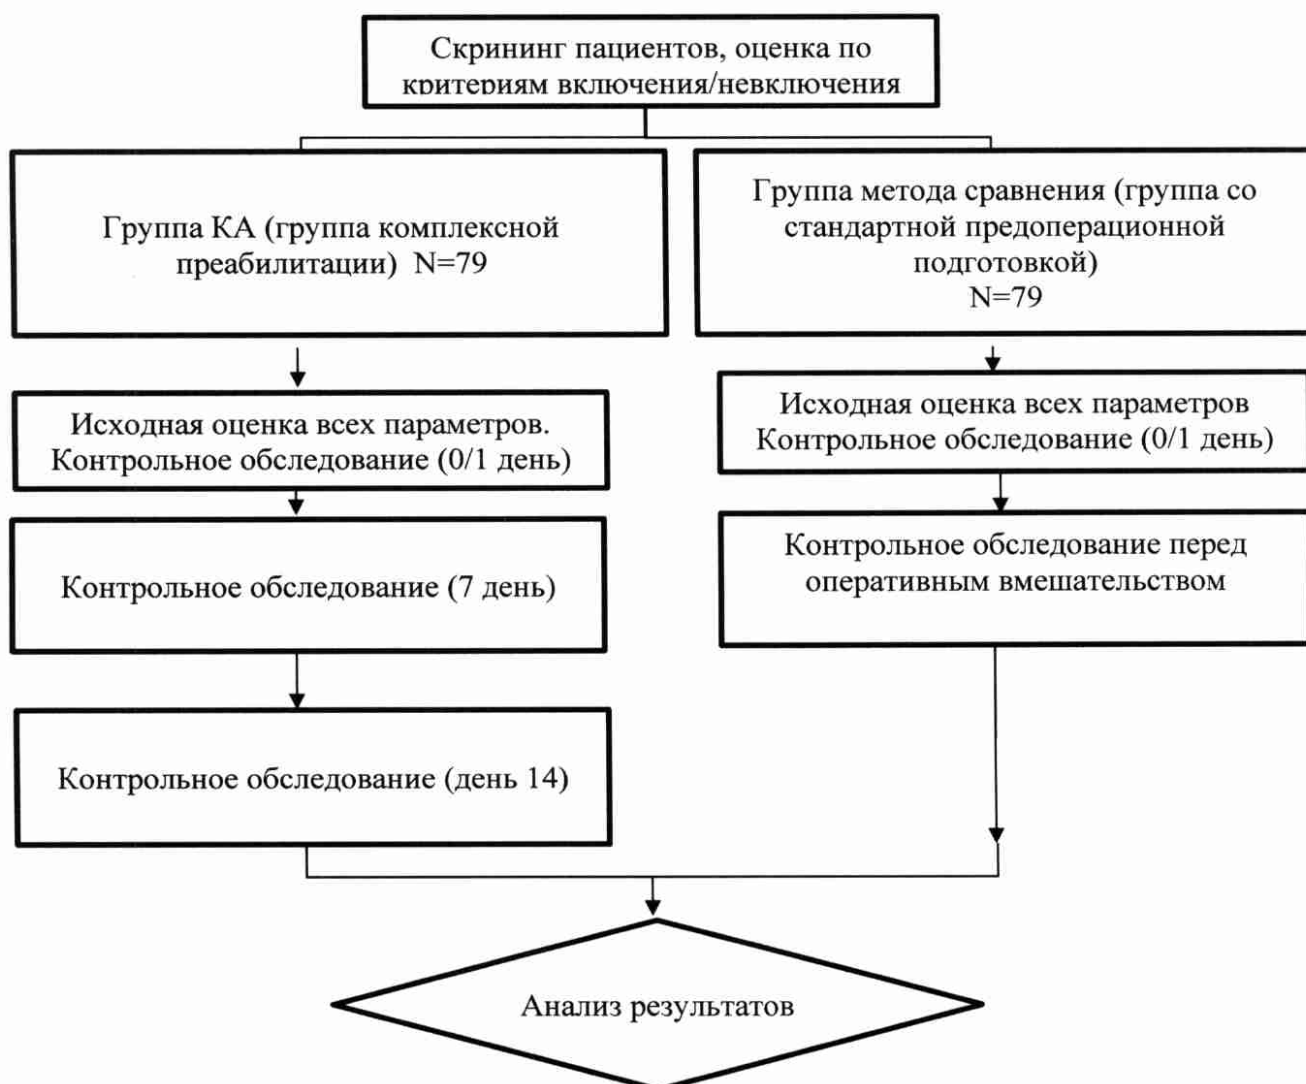 Скрининг пациентов, оценка по
критериям включения/невключения
Группа КА (группа комплексной
преабилитации) N=79
Группа метода сравнения (группа со
стандартной предоперационной
подготовкой)
N=79
Исходная оценка всех параметров.
Контрольное обследование (0/1 день)
Исходная оценка всех параметров
Контрольное обследование (0/1 день)
Контрольное обследование (7 день)
Контрольное обследование перед
оперативным вмешательством
Контрольное обследование (день 14)
Анализ результатов